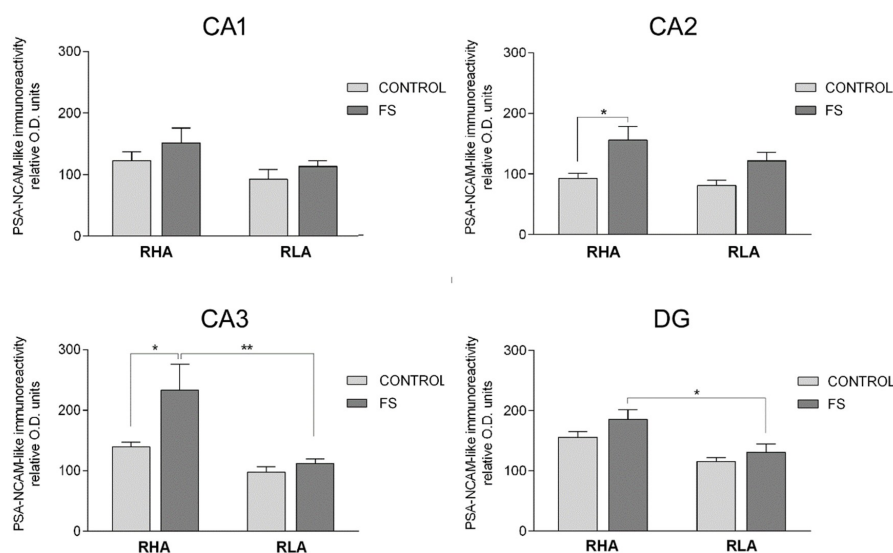 CA1
PSA-NCAM-like immunoreactivity
relative O.D. units
300
200
100
0
CONTROL
FS
RHA
RLA
CA2
PSA-NCAM-like immunoreactivity
relative O.D. units
300
200
100
0
*
CONTROL
FS
RHA
RLA
CA3
PSA-NCAM-like immunoreactivity
relative O.D. units
300
200
100
0
*
**
CONTROL
FS
RHA
RLA
DG
PSA-NCAM-like immunoreactivity
relative O.D. units
300
200
100
0
*
CONTROL
FS
RHA
RLA